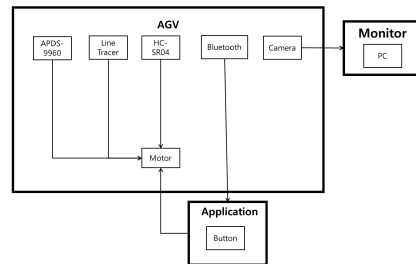 AGV
APDS-
9960
Line
Tracer
HC-
SR04
Bluetooth
Camera
Motor
Monitor
PC
Application
Button